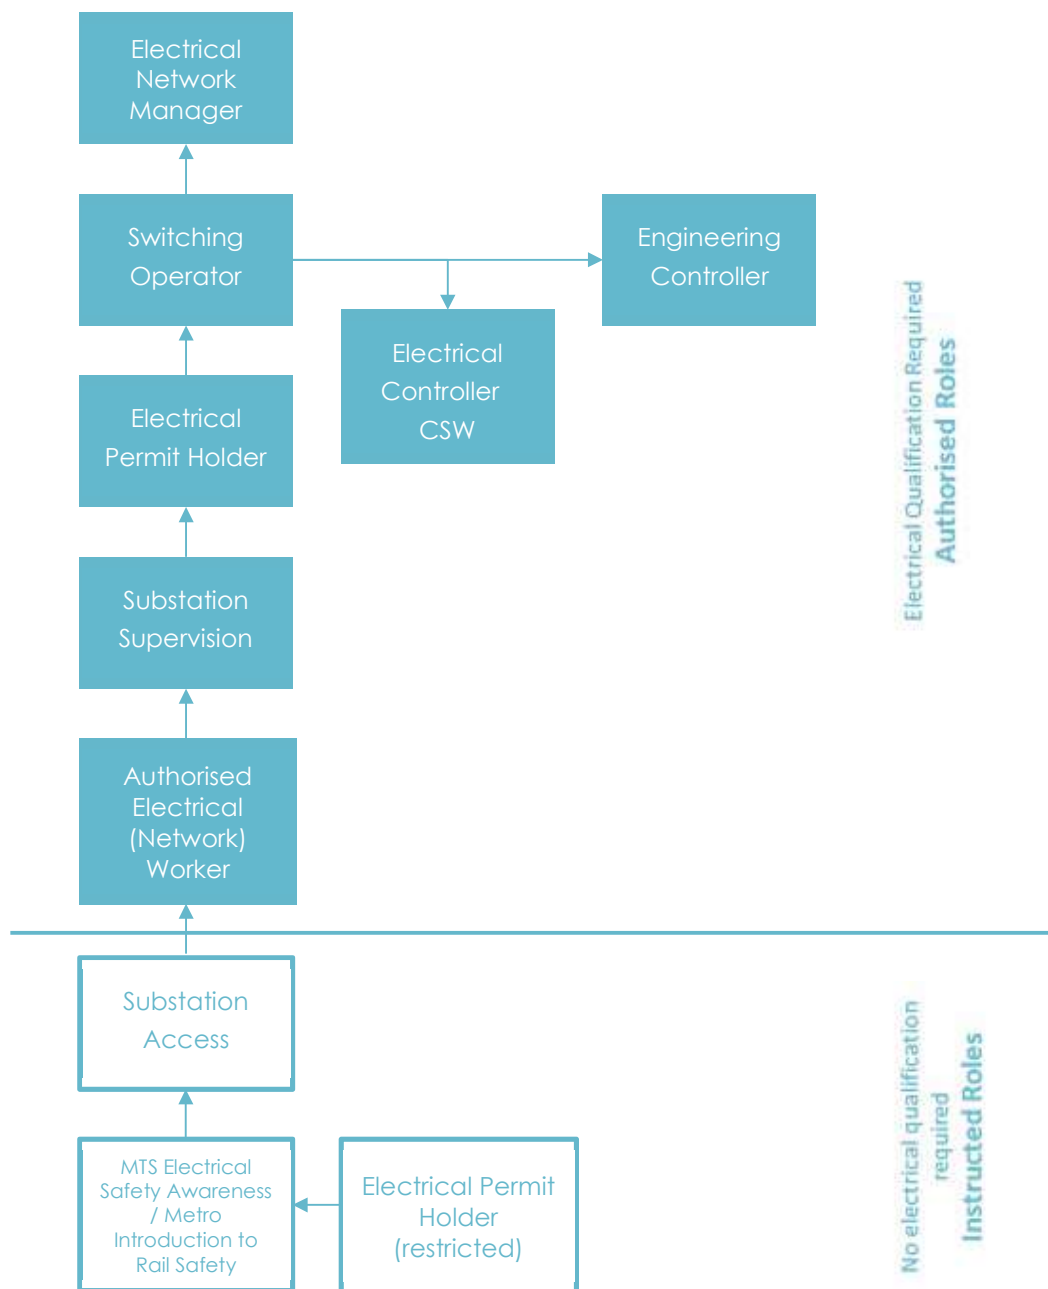 Electrical
Network
Manager
Switching
Operator
Engineering
Controller
Electrical
Controller
CSW
Electrical
Permit Holder
Substation
Supervision
Authorised
Electrical
(Network)
Worker
Electrical Qualification Required
Authorised Roles
Substation
Access
MTS Electrical
Safety Awareness
/ Metro
Introduction to
Rail Safety
Electrical Permit
Holder
(restricted)
No electrical qualification
required
Instructed Roles